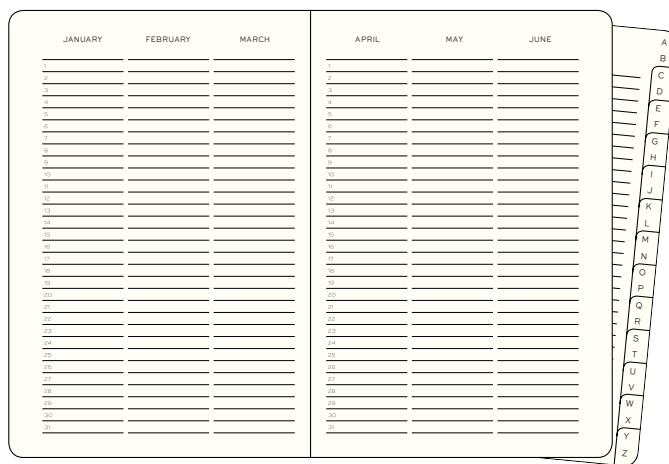 JANUARY FEBRUARY MARCH
1
2
3
4
5
6
7
8
9
10
11
12
13
14
15
16
17
18
19
20
21
22
23
24
25
26
27
28
29
30
31
APRIL MAY JUNE
1
2
3
4
5
6
7
8
9
10
11
12
13
14
15
16
17
18
19
20
21
22
23
24
25
26
27
28
29
30
31
A
B
C
D
E
F
G
H
I
J
K
L
M
N
O
P
Q
R
S
T
U
V
W
X
Y
Z